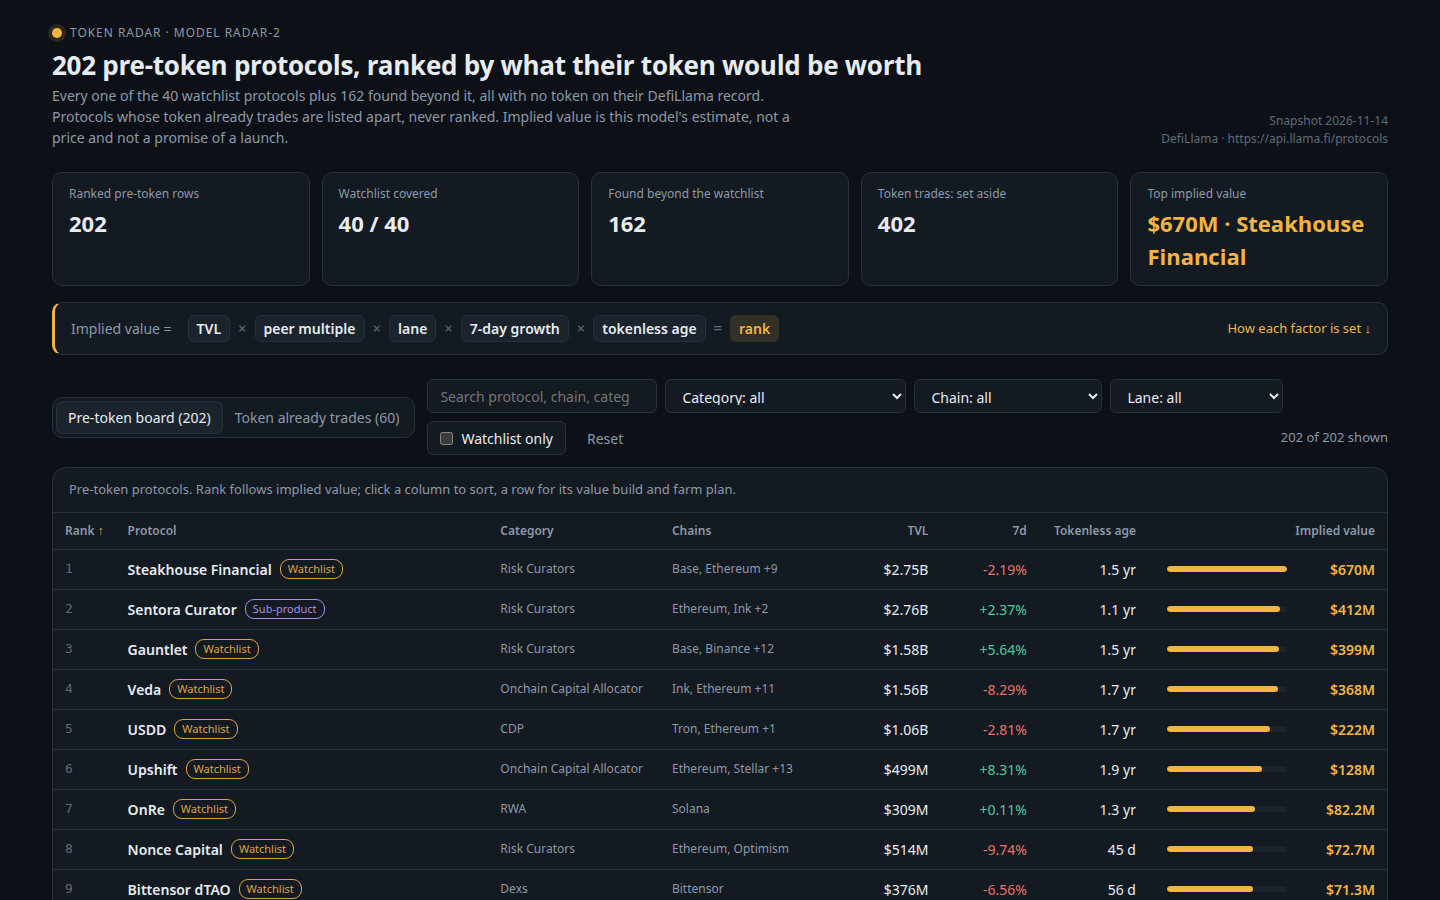 TOKEN RADAR · MODEL RADAR-2
202 pre-token protocols, ranked by what their token would be worth
Every one of the 40 watchlist protocols plus 162 found beyond it, all with no token on their DefiLlama record.
Protocols whose token already trades are listed apart, never ranked. Implied value is this model's estimate, not a
price and not a promise of a launch.
Snapshot 2026-11-14
DefiLlama · https://api.llama.fi/protocols
Ranked pre-token rows
202
Watchlist covered
40 / 40
Found beyond the watchlist
162
Token trades: set aside
402
Top implied value
$670M · Steakhouse
Financial
Implied value = TVL × peer multiple × lane × 7-day growth × tokenless age = rank
How each factor is set ↓
Pre-token board (202) Token already trades (60)
Search protocol, chain, categ
Category: all
Chain: all
Lane: all
Watchlist only
Reset
202 of 202 shown
Pre-token protocols. Rank follows implied value; click a column to sort, a row for its value build and farm plan.
Rank ↑ Protocol Category Chains TVL 7d Tokenless age Implied value
1 Steakhouse Financial Watchlist Risk Curators Base, Ethereum +9 $2.75B -2.19% 1.5 yr $670M
2 Sentora Curator Sub-product Risk Curators Ethereum, Ink +2 $2.76B +2.37% 1.1 yr $412M
3 Gauntlet Watchlist Risk Curators Base, Binance +12 $1.58B +5.64% 1.5 yr $399M
4 Veda Watchlist Onchain Capital Allocator Ink, Ethereum +11 $1.56B -8.29% 1.7 yr $368M
5 USDD Watchlist CDP Tron, Ethereum +1 $1.06B -2.81% 1.7 yr $222M
6 Upshift Watchlist Onchain Capital Allocator Ethereum, Stellar +13 $499M +8.31% 1.9 yr $128M
7 OnRe Watchlist RWA Solana $309M +0.11% 1.3 yr $82.2M
8 Nonce Capital Watchlist Risk Curators Ethereum, Optimism $514M -9.74% 45 d $72.7M
9 Bittensor dTAO Watchlist Dexs Bittensor $376M -6.56% 56 d $71.3M